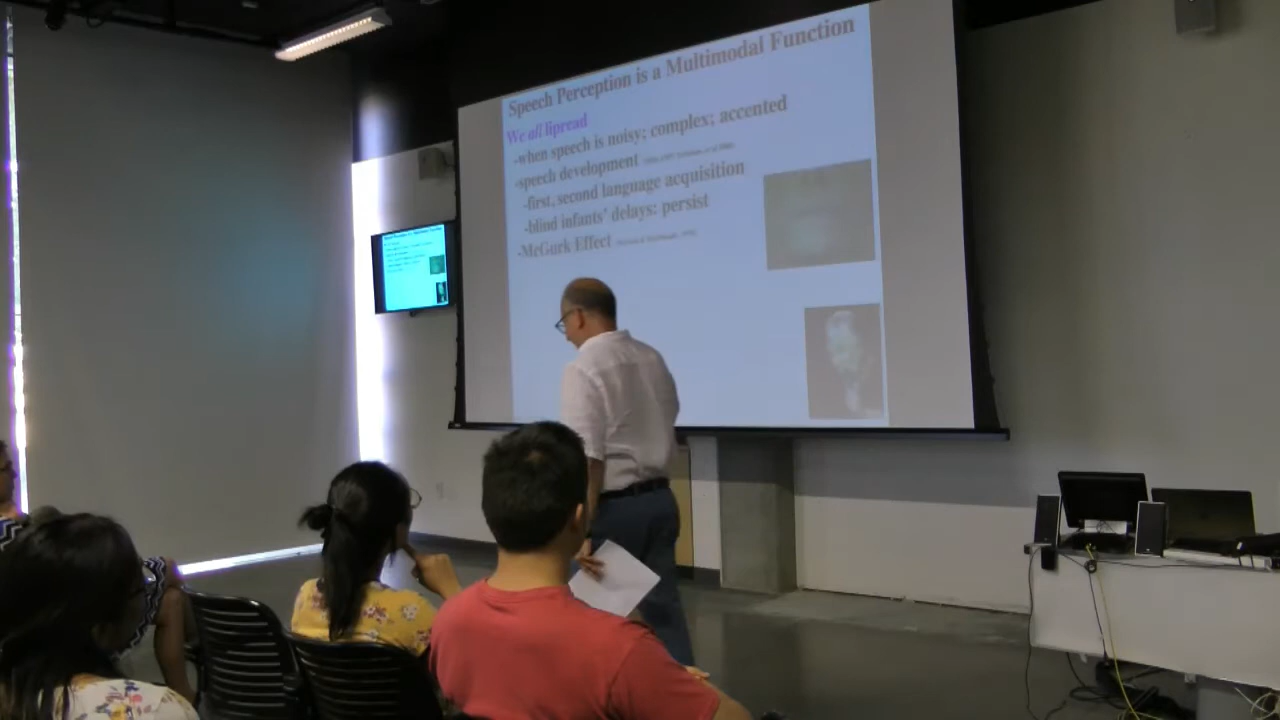 Speech Perception is a Multimodal Function
We all lipread
-when speech is noisy; complex; accented
-speech development
-first, second language acquisition
-blind infants' delays: persist
-McGurk Effect